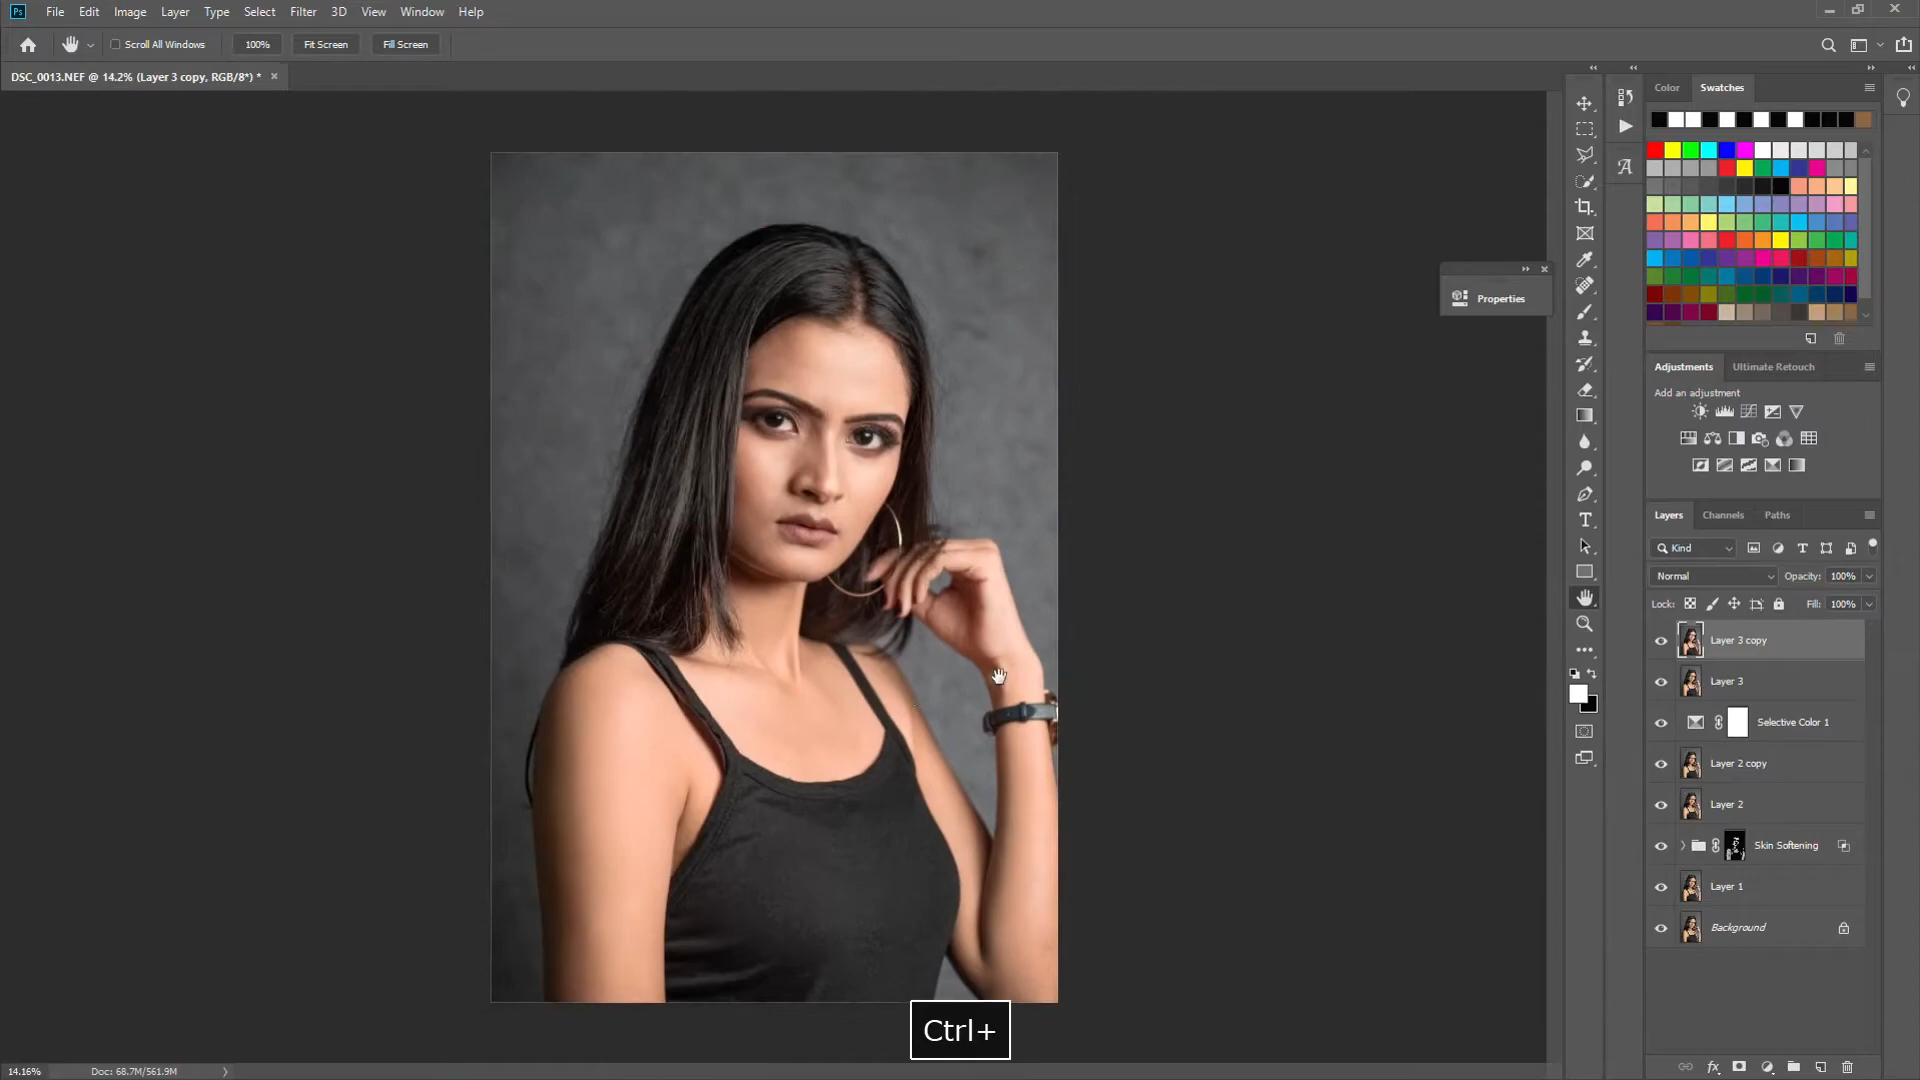 Ps File Edit Image Layer Type Select Filter 3D View Window Help
Scroll All Windows 100% Fit Screen Fill Screen
DSC_0013.NEF @ 14.2% (Layer 3 copy, RGB/8*) * ×
Color Swatches
Properties
Adjustments Ultimate Retouch
Add an adjustment
Layers Channels Paths
Kind
Normal Opacity: 100%
Lock: Fill: 100%
Layer 3 copy
Layer 3
Selective Color 1
Layer 2 copy
Layer 2
Skin Softening
Layer 1
Background
Ctrl+
14.16% Doc: 68.7M/561.9M